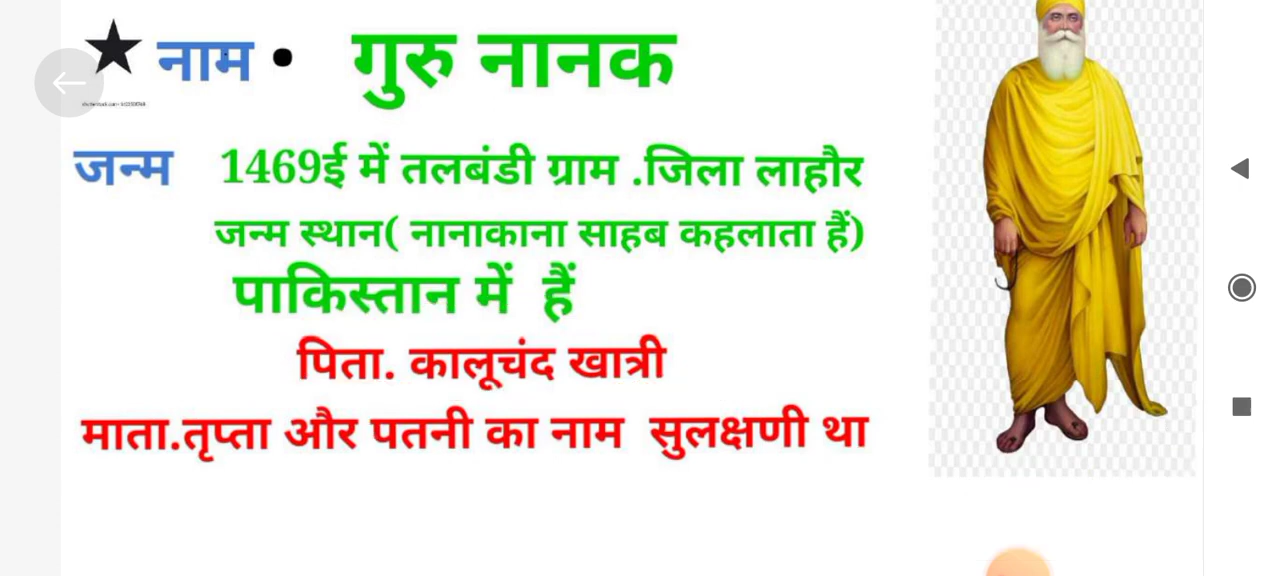 नाम • गुरु नानक
जन्म 1469ई में तलबंडी ग्राम .जिला लाहौर
जन्म स्थान( नानाकाना साहब कहलाता हैं)
पाकिस्तान में हैं
पिता. कालूचंद खात्री
माता.तृप्ता और पतनी का नाम सुलक्षणी था